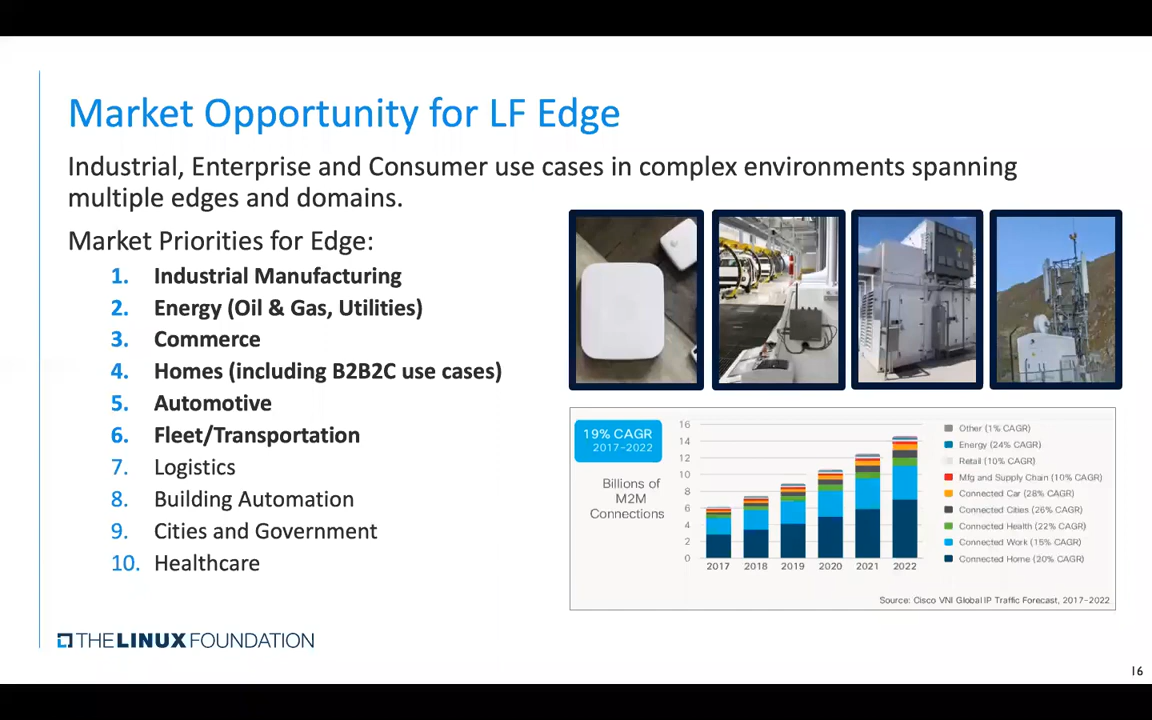 Market Opportunity for LF Edge
Industrial, Enterprise and Consumer use cases in complex environments spanning
multiple edges and domains.
Market Priorities for Edge:
1. Industrial Manufacturing
2. Energy (Oil & Gas, Utilities)
3. Commerce
4. Homes (including B2B2C use cases)
5. Automotive
6. Fleet/Transportation
7. Logistics
8. Building Automation
9. Cities and Government
10. Healthcare
19% CAGR
2017–2022
Billions of
M2M
Connections
16
14
12
10
8
6
4
2
0
2017 2018 2019 2020 2021 2022
Other (1% CAGR)
Energy (24% CAGR)
Retail (10% CAGR)
Mfg and Supply Chain (10% CAGR)
Connected Car (28% CAGR)
Connected Cities (26% CAGR)
Connected Health (22% CAGR)
Connected Work (15% CAGR)
Connected Home (20% CAGR)
Source: Cisco VNI Global IP Traffic Forecast, 2017–2022
THE LINUX FOUNDATION
16